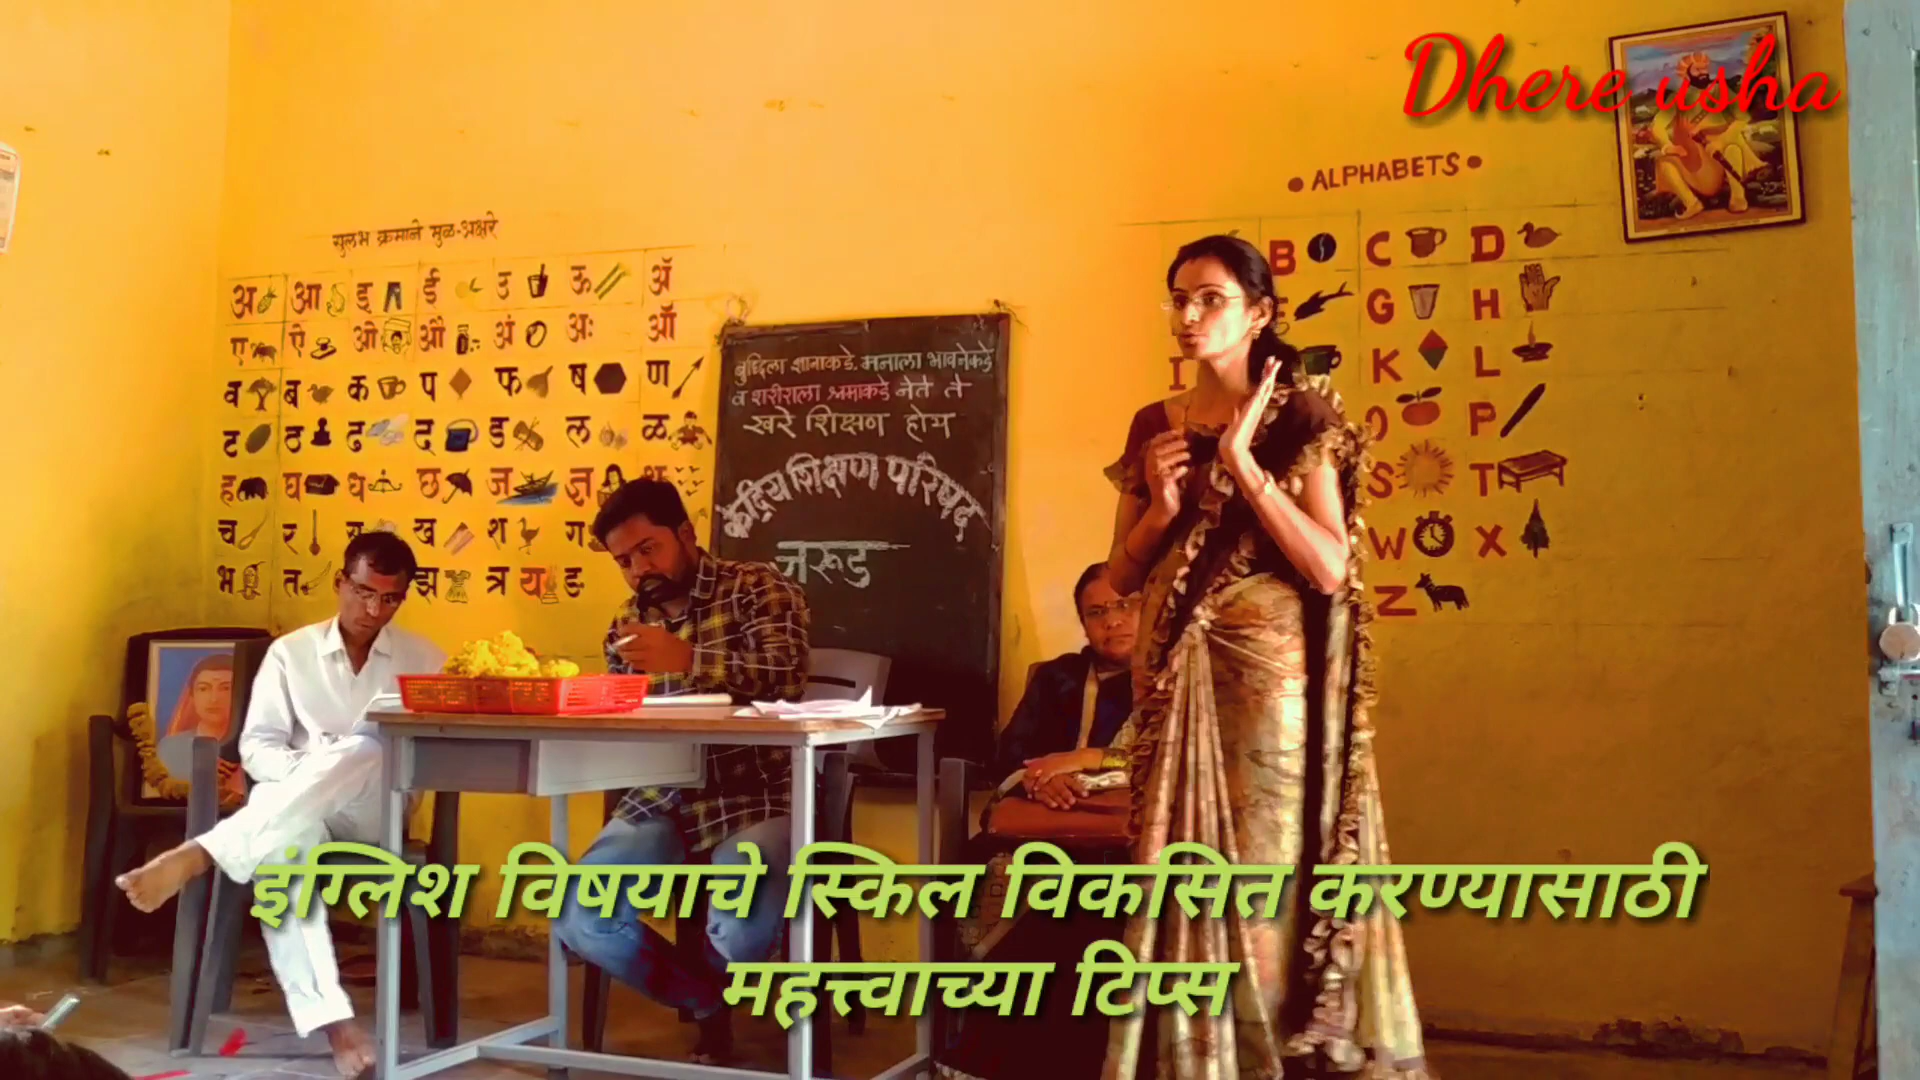 Dhere usha
ALPHABETS
सुलभ क्रमाने मुळ-अक्षरे
अ आ इ ई उ ऊ ॲ
ए ऐ ओ औ अं अः ऑ
व ब क प फ ष ण
ट ठ ढ द ड ल ळ
ह घ ध छ ज ज्ञ
च र ख श ग
भ त झ त्र य ङ
बुध्दिला ज्ञानाकडे, मनाला भावनेकडे
व शरीराला श्रमाकडे नेते ते
खरे शिक्षण होय
केंद्रिय शिक्षण परिषद
जरूड
B C D
E G H
I K L
O P
S T
W X
Z
इंग्लिश विषयाचे स्किल विकसित करण्यासाठी
महत्त्वाच्या टिप्स